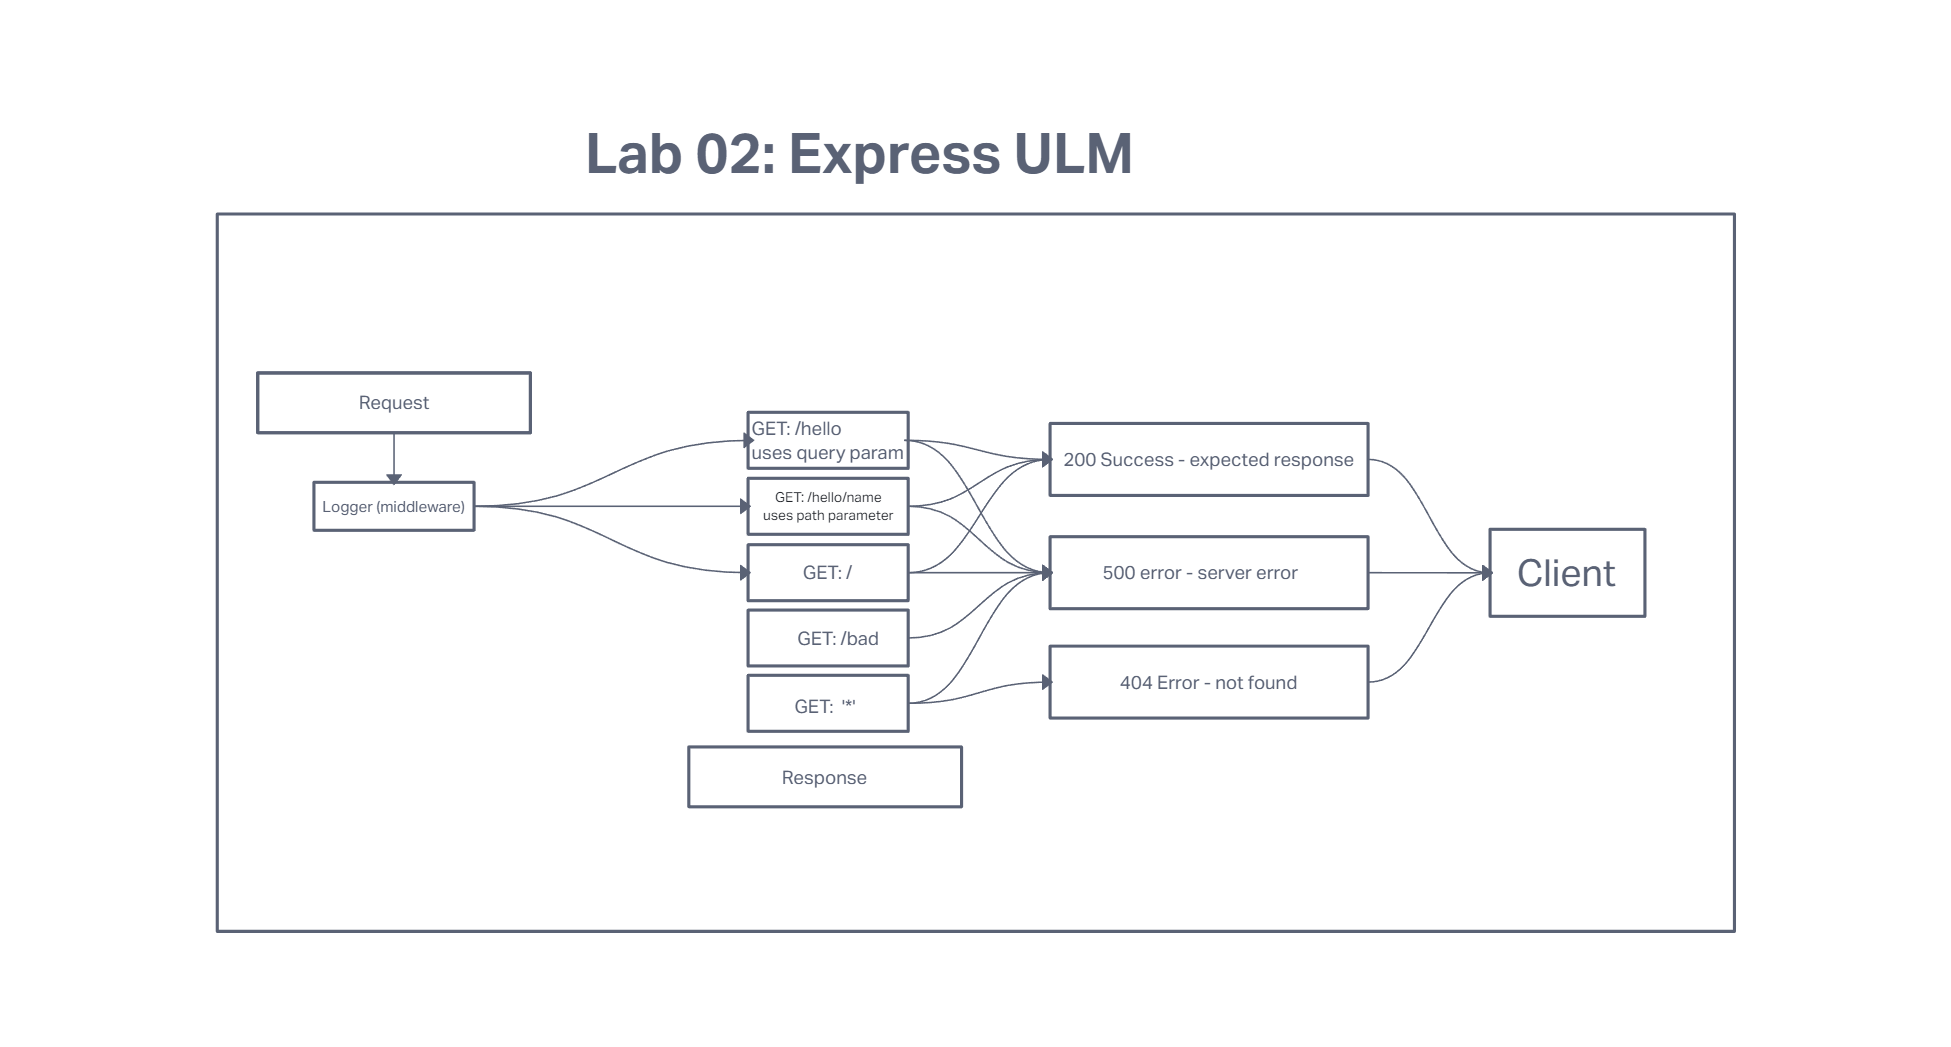 Lab 02: Express ULM
Request
Logger (middleware)
GET: /hello
uses query param
GET: /hello/name
uses path parameter
GET: /
GET: /bad
GET:  '*'
Response
200 Success - expected response
500 error - server error
404 Error - not found
Client